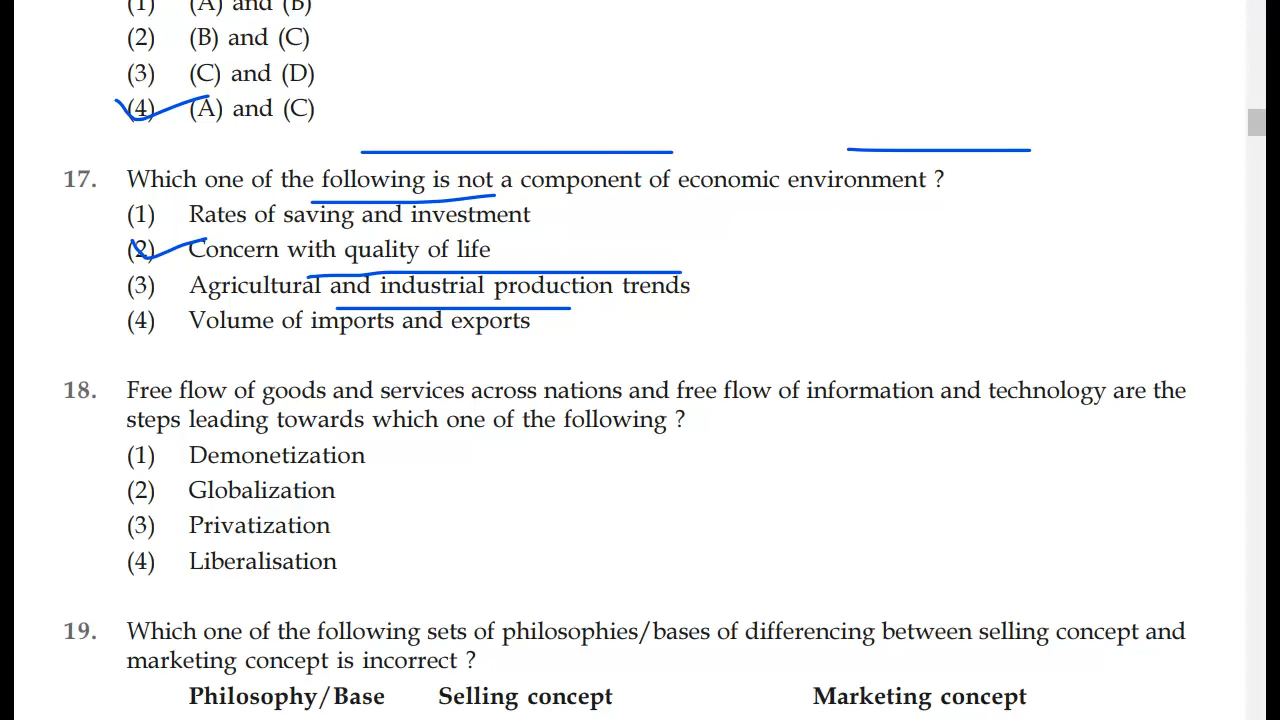 (1) (A) and (B)
(2) (B) and (C)
(3) (C) and (D)
(4) (A) and (C)
17. Which one of the following is not a component of economic environment ?
(1) Rates of saving and investment
(2) Concern with quality of life
(3) Agricultural and industrial production trends
(4) Volume of imports and exports
18. Free flow of goods and services across nations and free flow of information and technology are the
steps leading towards which one of the following ?
(1) Demonetization
(2) Globalization
(3) Privatization
(4) Liberalisation
19. Which one of the following sets of philosophies/bases of differencing between selling concept and
marketing concept is incorrect ?
Philosophy/Base Selling concept Marketing concept